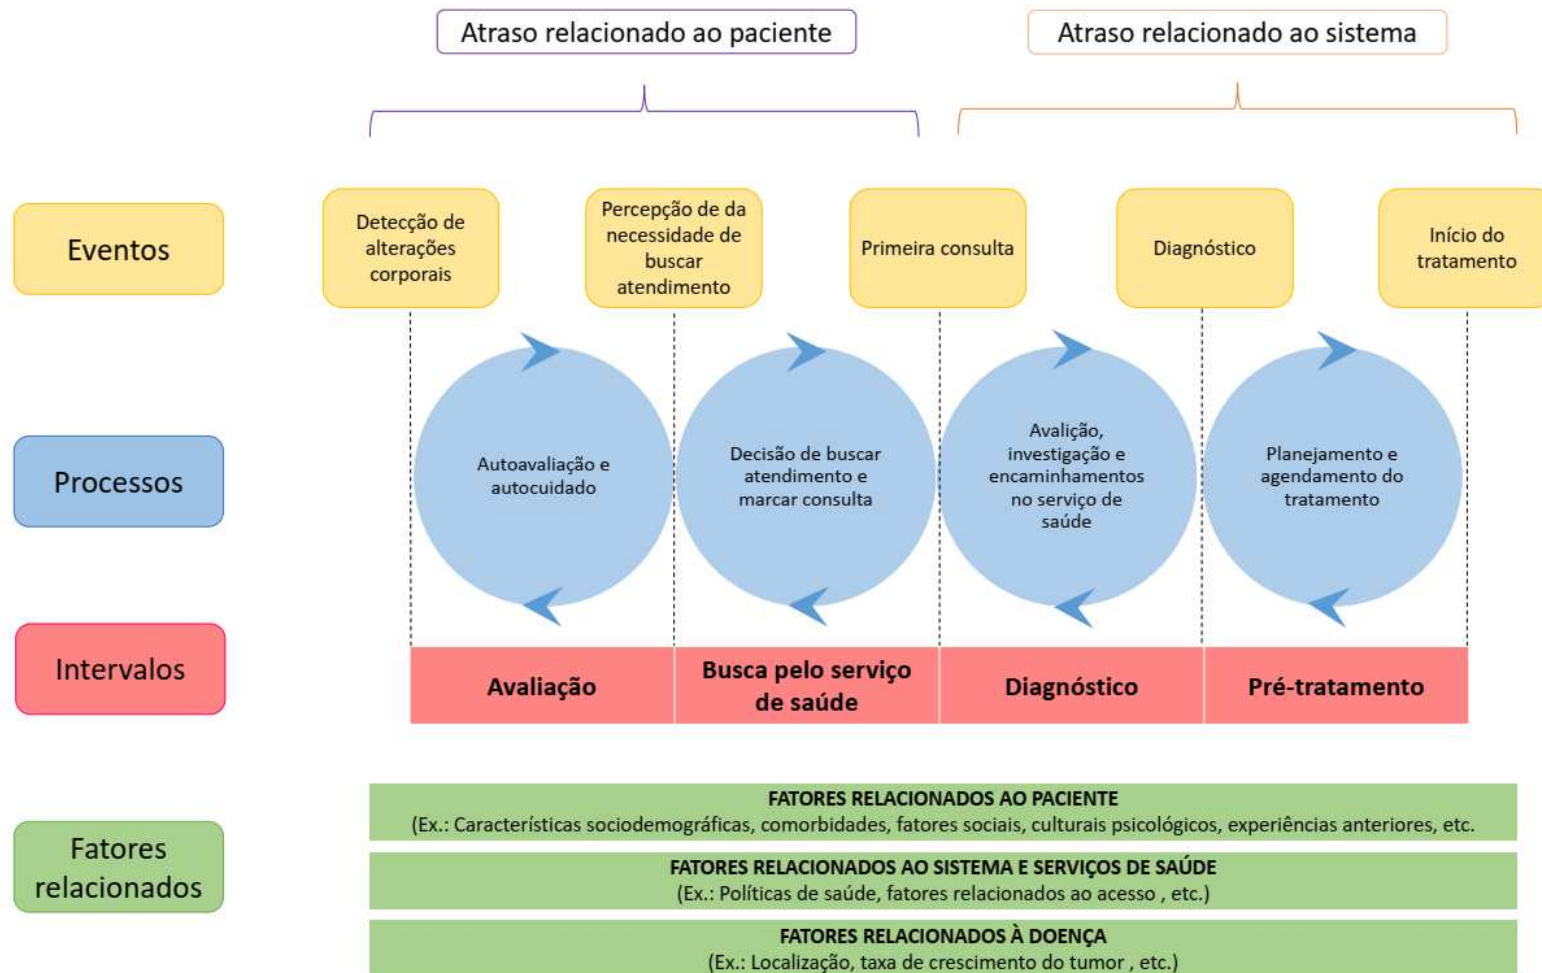 Atraso relacionado ao paciente
Atraso relacionado ao sistema
Eventos
Detecção de
alterações
corporais
Percepção de da
necessidade de
buscar
atendimento
Primeira consulta
Diagnóstico
Início do
tratamento
Processos
Autoavaliação e
autocuidado
Decisão de buscar
atendimento e
marcar consulta
Avalição,
investigação e
encaminhamentos
no serviço de
saúde
Planejamento e
agendamento do
tratamento
Intervalos
Avaliação
Busca pelo serviço
de saúde
Diagnóstico
Pré-tratamento
Fatores
relacionados
FATORES RELACIONADOS AO PACIENTE
(Ex.: Características sociodemográficas, comorbidades, fatores sociais, culturais psicológicos, experiências anteriores, etc.
FATORES RELACIONADOS AO SISTEMA E SERVIÇOS DE SAÚDE
(Ex.: Políticas de saúde, fatores relacionados ao acesso , etc.)
FATORES RELACIONADOS À DOENÇA
(Ex.: Localização, taxa de crescimento do tumor , etc.)